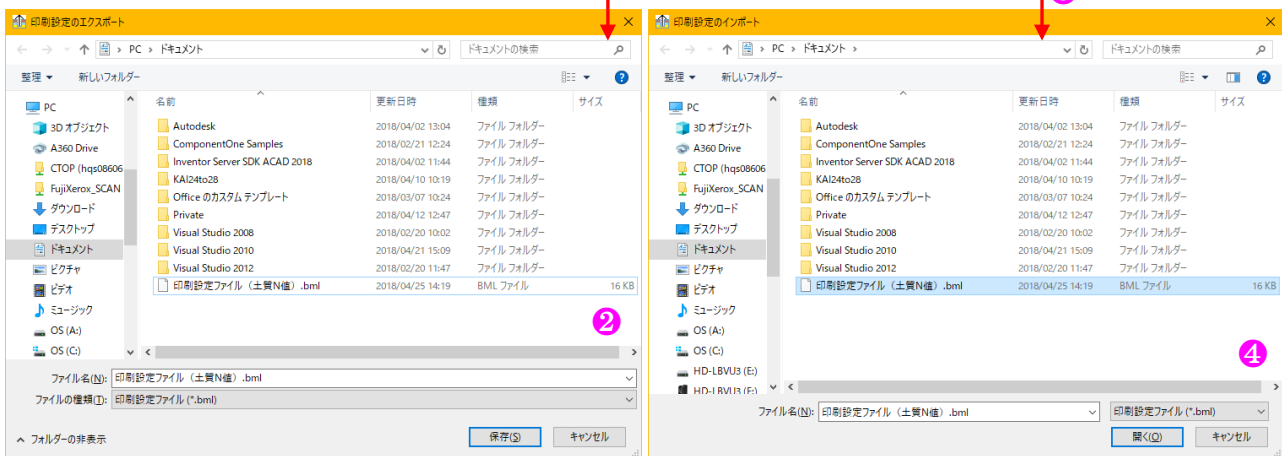 印刷設定のエクスポート
PC › ドキュメント
ドキュメントの検索
整理 新しいフォルダー
名前 更新日時 種類 サイズ
PC
3D オブジェクト
A360 Drive
CTOP (hqs08606
FujiXerox_SCAN
ダウンロード
デスクトップ
ドキュメント
ピクチャ
ビデオ
ミュージック
OS (A:)
OS (C:)
Autodesk 2018/04/02 13:04 ファイル フォルダー
ComponentOne Samples 2018/02/21 12:24 ファイル フォルダー
Inventor Server SDK ACAD 2018 2018/04/02 11:44 ファイル フォルダー
KAI24to28 2018/04/10 10:19 ファイル フォルダー
Office のカスタム テンプレート 2018/03/07 10:24 ファイル フォルダー
Private 2018/04/12 12:47 ファイル フォルダー
Visual Studio 2008 2018/02/20 10:02 ファイル フォルダー
Visual Studio 2010 2018/04/21 15:09 ファイル フォルダー
Visual Studio 2012 2018/02/20 11:47 ファイル フォルダー
印刷設定ファイル（土質N値）.bml 2018/04/25 14:19 BML ファイル 16 KB
2
ファイル名(N): 印刷設定ファイル（土質N値）.bml
ファイルの種類(T): 印刷設定ファイル (*.bml)
フォルダーの非表示
保存(S) キャンセル
印刷設定のインポート
PC › ドキュメント ›
ドキュメントの検索
整理 新しいフォルダー
名前 更新日時 種類 サイズ
PC
3D オブジェクト
A360 Drive
CTOP (hqs08606
FujiXerox_SCAN
ダウンロード
デスクトップ
ドキュメント
ピクチャ
ビデオ
ミュージック
OS (A:)
OS (C:)
HD-LBVU3 (E:)
HD-LBVU3 (E:)
Autodesk 2018/04/02 13:04 ファイル フォルダー
ComponentOne Samples 2018/02/21 12:24 ファイル フォルダー
Inventor Server SDK ACAD 2018 2018/04/02 11:44 ファイル フォルダー
KAI24to28 2018/04/10 10:19 ファイル フォルダー
Office のカスタム テンプレート 2018/03/07 10:24 ファイル フォルダー
Private 2018/04/12 12:47 ファイル フォルダー
Visual Studio 2008 2018/02/20 10:02 ファイル フォルダー
Visual Studio 2010 2018/04/21 15:09 ファイル フォルダー
Visual Studio 2012 2018/02/20 11:47 ファイル フォルダー
印刷設定ファイル（土質N値）.bml 2018/04/25 14:19 BML ファイル 16 KB
4
ファイル名(N): 印刷設定ファイル（土質N値）.bml 印刷設定ファイル (*.bml)
開く(O) キャンセル